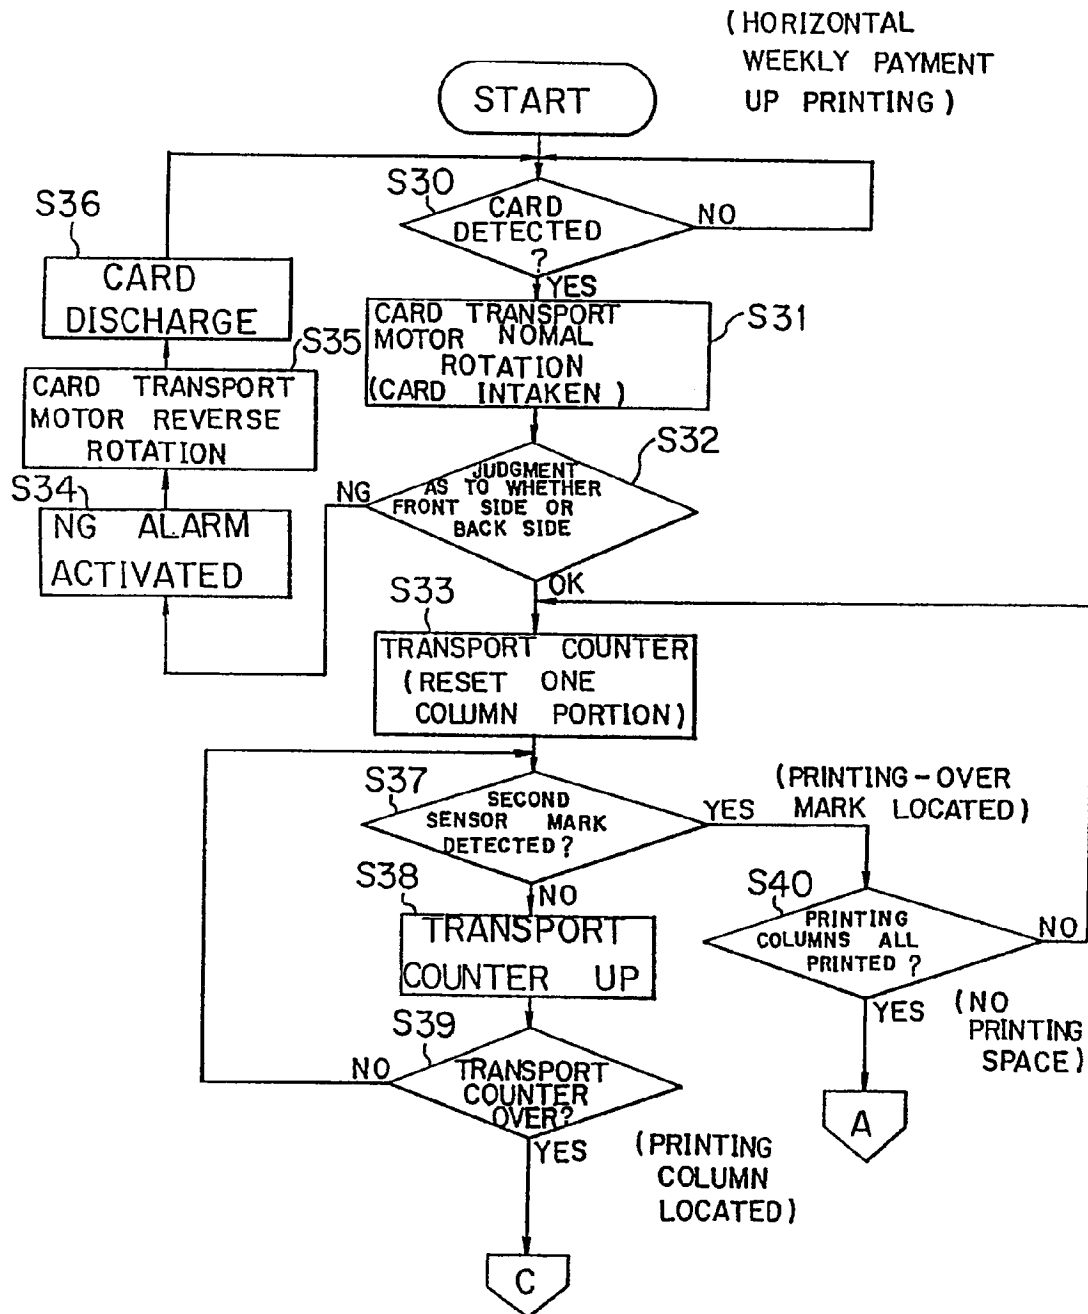 (HORIZONTAL
WEEKLY PAYMENT
UP PRINTING)
START
S30
CARD
DETECTED
?
NO
YES
S36
CARD
DISCHARGE
S31
CARD TRANSPORT
MOTOR NOMAL
ROTATION
(CARD INTAKEN)
S35
CARD TRANSPORT
MOTOR REVERSE
ROTATION
S32
JUDGMENT
AS TO WHETHER
FRONT SIDE OR
BACK SIDE
NG
OK
S34
NG ALARM
ACTIVATED
S33
TRANSPORT COUNTER
(RESET ONE
COLUMN PORTION)
S37
SECOND
SENSOR MARK
DETECTED?
YES
(PRINTING-OVER
MARK LOCATED)
NO
S38
TRANSPORT
COUNTER UP
S40
PRINTING
COLUMNS ALL
PRINTED?
NO
YES
(NO
PRINTING
SPACE)
S39
TRANSPORT
COUNTER
OVER?
NO
YES
(PRINTING
COLUMN
LOCATED)
A
C